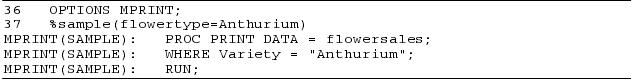 36   OPTIONS MPRINT;
37   %sample(flowertype=Anthurium)
MPRINT(SAMPLE):   PROC PRINT DATA = flowersales;
MPRINT(SAMPLE):   WHERE Variety = "Anthurium";
MPRINT(SAMPLE):   RUN;